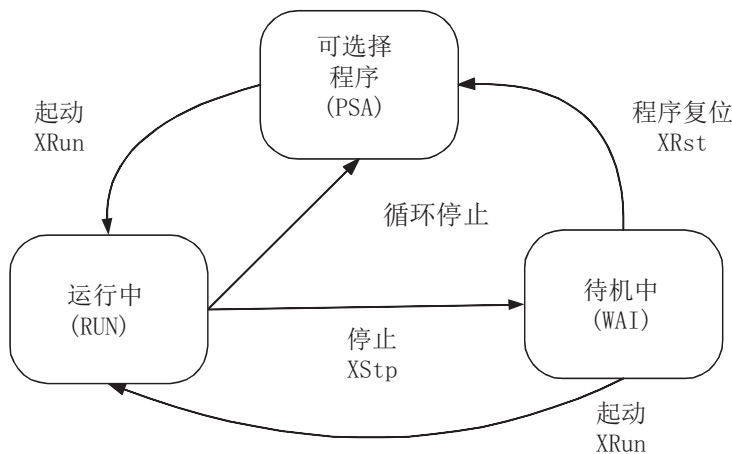 可选择
程序
(PSA)
起动
XRun
程序复位
XRst
循环停止
运行中
(RUN)
待机中
(WAI)
停止
XStp
起动
XRun